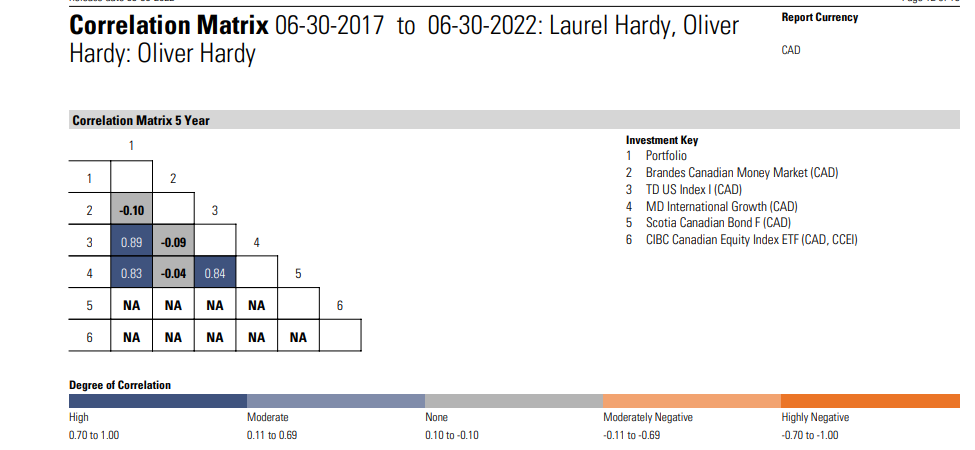 Correlation Matrix 06-30-2017 to 06-30-2022: Laurel Hardy, Oliver
Hardy: Oliver Hardy
Report Currency
CAD
Correlation Matrix 5 Year
1
1 2
2 -0.10 3
3 0.89 -0.09 4
4 0.83 -0.04 0.84 5
5 NA NA NA NA 6
6 NA NA NA NA NA
Investment Key
1 Portfolio
2 Brandes Canadian Money Market (CAD)
3 TD US Index I (CAD)
4 MD International Growth (CAD)
5 Scotia Canadian Bond F (CAD)
6 CIBC Canadian Equity Index ETF (CAD, CCEI)
Degree of Correlation
High Moderate None Moderately Negative Highly Negative
0.70 to 1.00 0.11 to 0.69 0.10 to -0.10 -0.11 to -0.69 -0.70 to -1.00